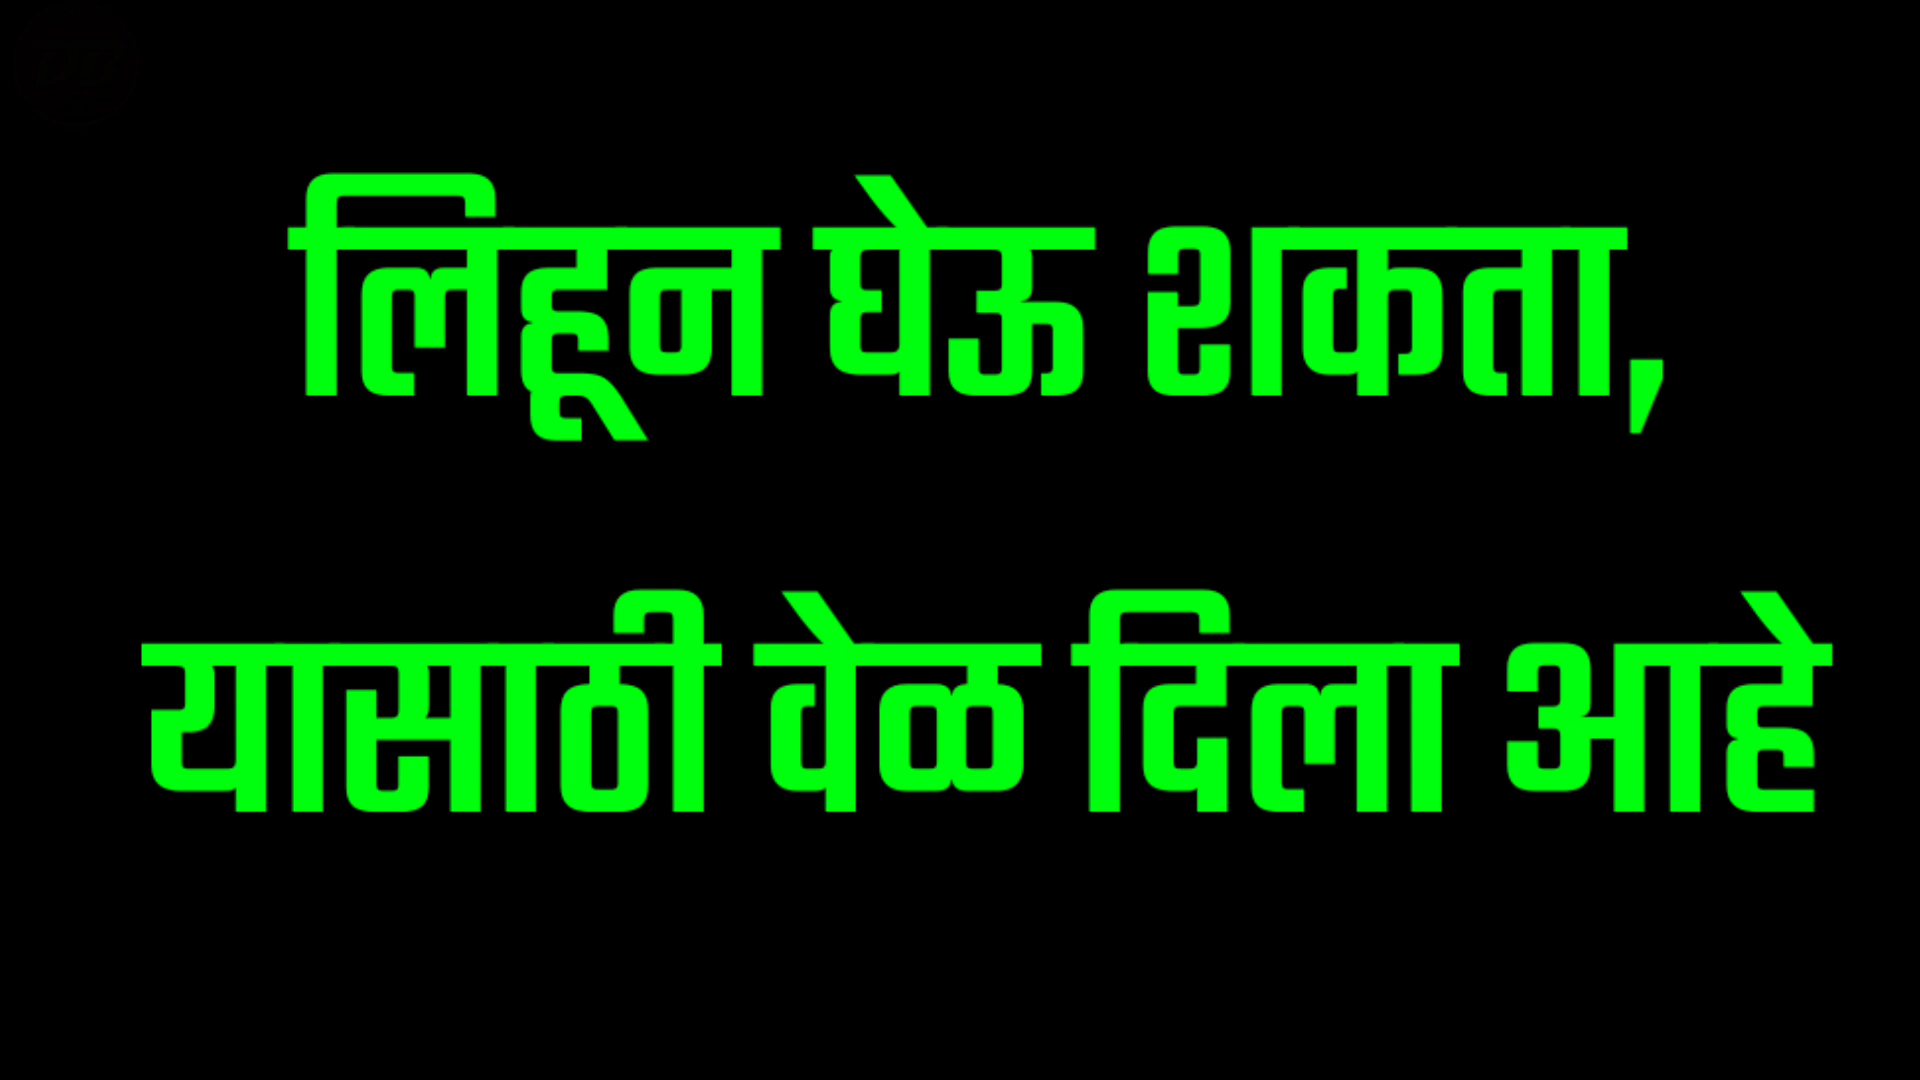 लिहून घेऊ शकता,
यासाठी वेळ दिला आहे